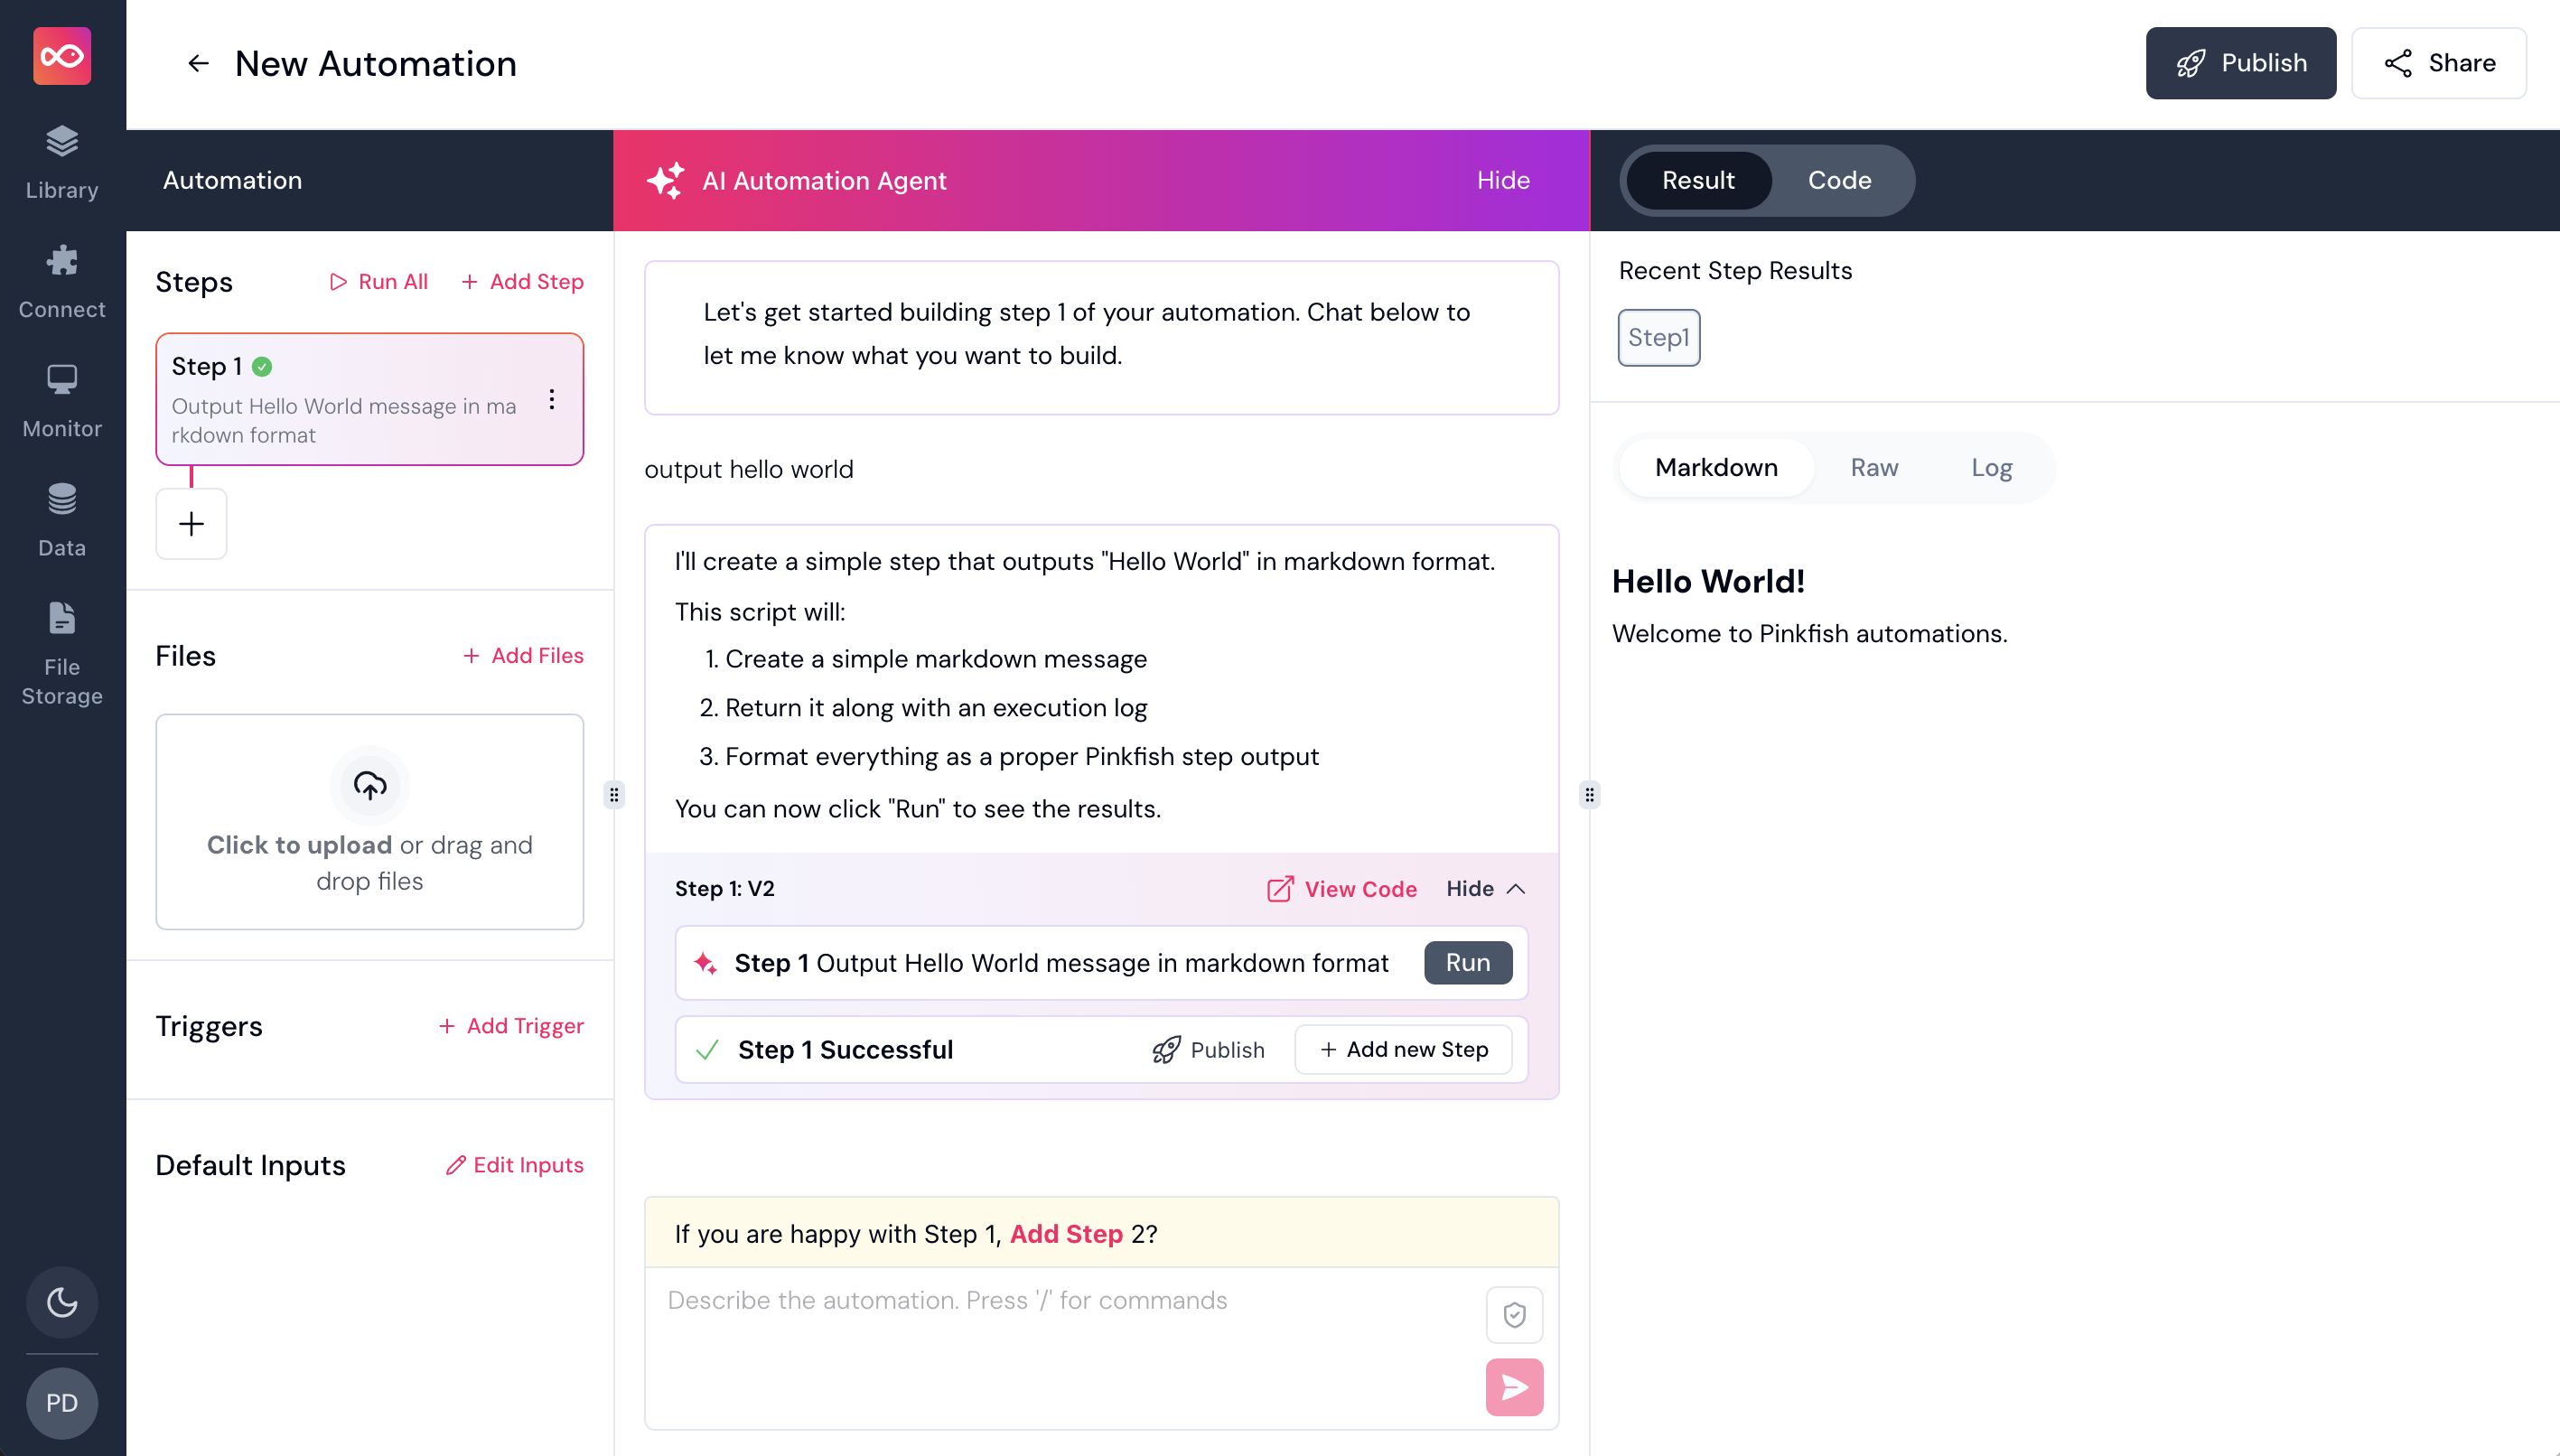 New Automation
Publish
Share
Library
Connect
Monitor
Data
File
Storage
PD
Automation
Steps
Run All
Add Step
Step 1
Output Hello World message in ma
rkdown format
Files
Add Files
Click to upload or drag and
drop files
Triggers
Add Trigger
Default Inputs
Edit Inputs
AI Automation Agent
Hide
Let's get started building step 1 of your automation. Chat below to
let me know what you want to build.
output hello world
I'll create a simple step that outputs "Hello World" in markdown format.
This script will:
1. Create a simple markdown message
2. Return it along with an execution log
3. Format everything as a proper Pinkfish step output
You can now click "Run" to see the results.
Step 1: V2
View Code
Hide
Step 1 Output Hello World message in markdown format
Run
Step 1 Successful
Publish
+ Add new Step
If you are happy with Step 1, Add Step 2?
Describe the automation. Press '/' for commands
Result
Code
Recent Step Results
Step1
Markdown
Raw
Log
Hello World!
Welcome to Pinkfish automations.